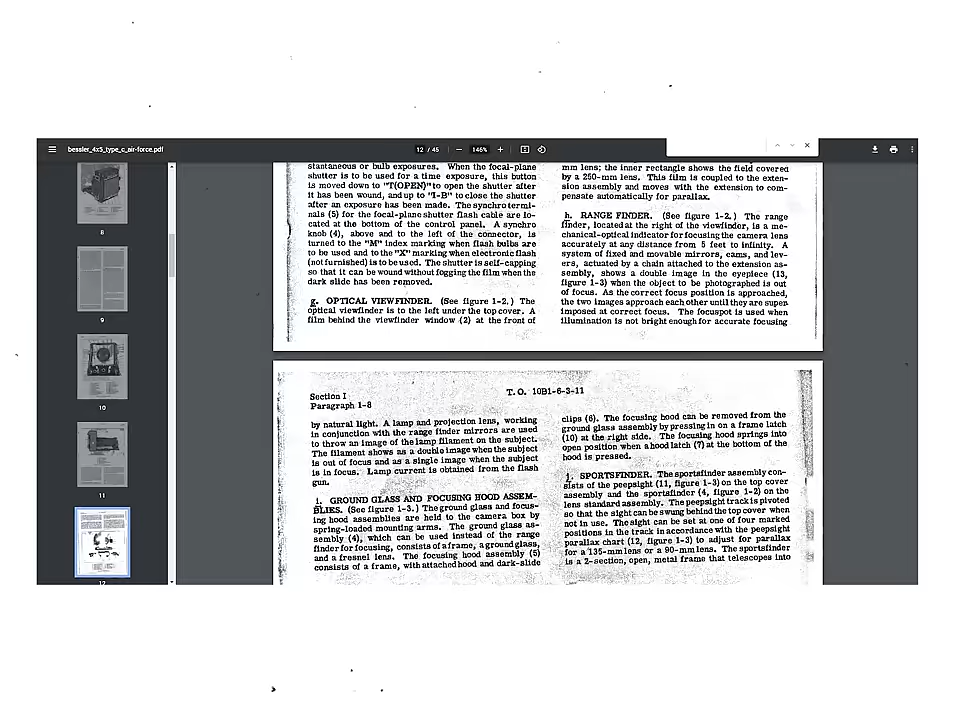 bessler_4x5_type_c_air-force.pdf
12 / 45
146%
8
9
10
11
12
stantaneous or bulb exposures. When the focal-plane
shutter is to be used for a time exposure, this button
is moved down to "T(OPEN)" to open the shutter after
it has been wound, and up to "I-B" to close the shutter
after an exposure has been made. The synchro termi-
nals (5) for the focal-plane shutter flash cable are lo-
cated at the bottom of the control panel. A synchro
knob (4), above and to the left of the connector, is
turned to the "M" index marking when flash bulbs are
to be used and to the "X" marking when electronic flash
(not furnished) is to be used. The shutter is self-capping
so that it can be wound without fogging the film when the
dark slide has been removed.
g. OPTICAL VIEWFINDER. (See figure 1-2.) The
optical viewfinder is to the left under the top cover. A
film behind the viewfinder window (2) at the front of
mm lens; the inner rectangle shows the field covered
by a 250-mm lens. This film is coupled to the exten-
sion assembly and moves with the extension to com-
pensate automatically for parallax.
h. RANGE FINDER. (See figure 1-2.) The range
finder, located at the right of the viewfinder, is a me-
chanical-optical indicator for focusing the camera lens
accurately at any distance from 5 feet to infinity. A
system of fixed and movable mirrors, cams, and lev-
ers, actuated by a chain attached to the extension as-
sembly, shows a double image in the eyepiece (13,
figure 1-3) when the object to be photographed is out
of focus. As the correct focus position is approached,
the two images approach each other until they are super-
imposed at correct focus. The focuspot is used when
illumination is not bright enough for accurate focusing
Section I
Paragraph 1-8
T.O. 10B1-6-3-11
by natural light. A lamp and projection lens, working
in conjunction with the range finder mirrors are used
to throw an image of the lamp filament on the subject.
The filament shows as a double image when the subject
is out of focus and as a single image when the subject
is in focus. Lamp current is obtained from the flash
gun.
i. GROUND GLASS AND FOCUSING HOOD ASSEM-
BLIES. (See figure 1-3.) The ground glass and focus-
ing hood assemblies are held to the camera box by
spring-loaded mounting arms. The ground glass as-
sembly (4), which can be used instead of the range
finder for focusing, consists of a frame, a ground glass,
and a fresnel lens. The focusing hood assembly (5)
consists of a frame, with attached hood and dark-slide
clips (6). The focusing hood can be removed from the
ground glass assembly by pressing in on a frame latch
(10) at the right side. The focusing hood springs into
open position when a hood latch (7) at the bottom of the
hood is pressed.
j. SPORTSFINDER. The sportsfinder assembly con-
sists of the peepsight (11, figure 1-3) on the top cover
assembly and the sportsfinder (4, figure 1-2) on the
lens standard assembly. The peepsight track is pivoted
so that the sight can be swung behind the top cover when
not in use. The sight can be set at one of four marked
positions in the track in accordance with the peepsight
parallax chart (12, figure 1-3) to adjust for parallax
for a 135-mm lens or a 90-mm lens. The sportsfinder
is a 2-section, open, metal frame that telescopes into